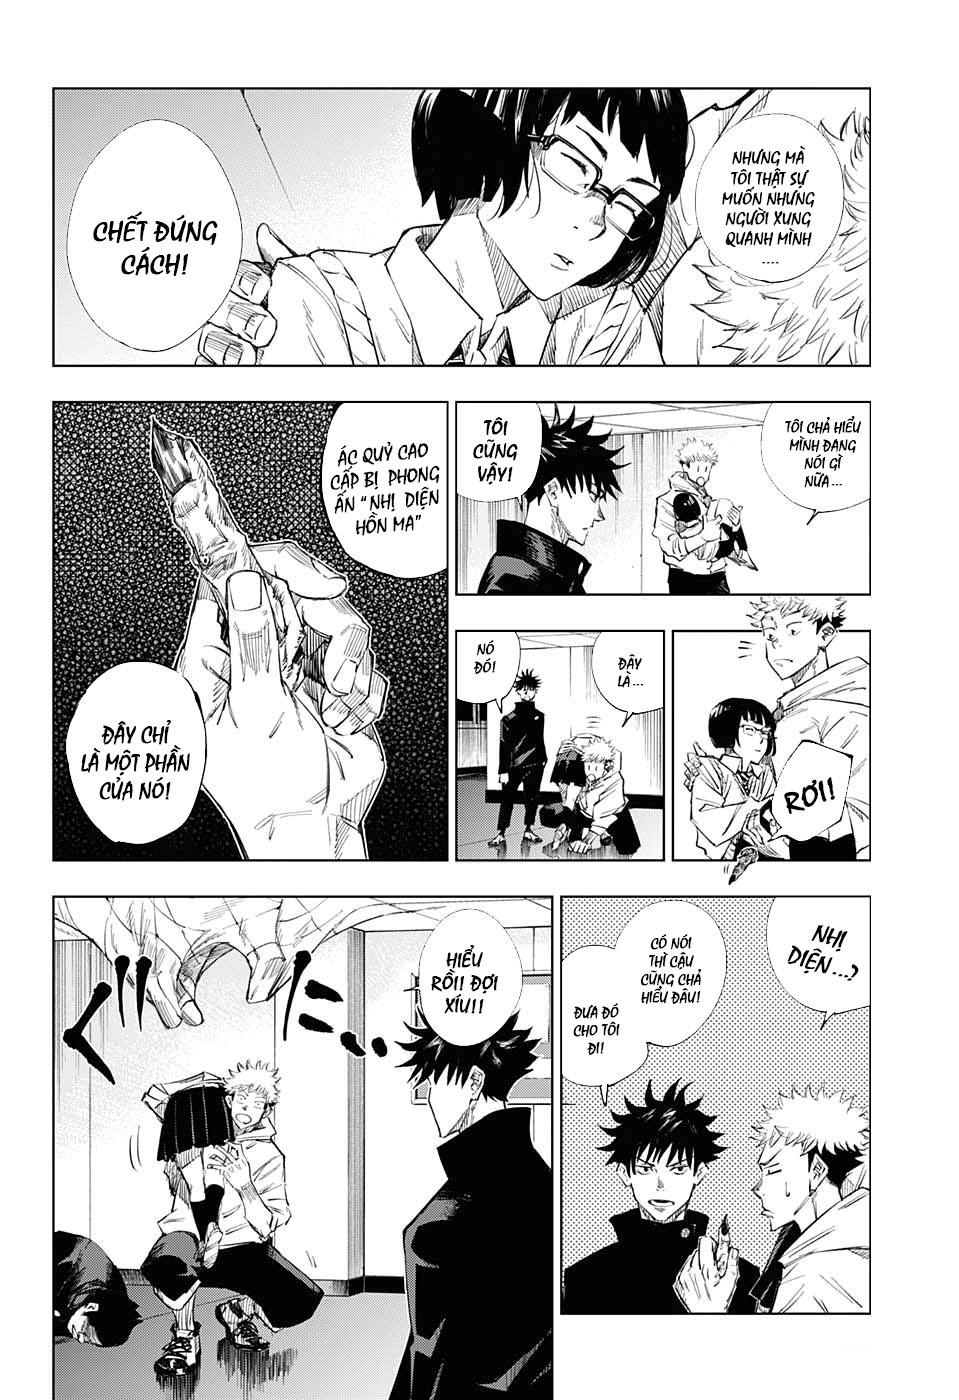 NHƯNG MÀ
TÔI THẬT SỰ
MUỐN NHƯNG
NGƯỜI XUNG
QUANH MÌNH
....
CHẾT ĐÚNG
CÁCH!
TÔI CHẢ HIỂU
MÌNH ĐANG
NÓI GÌ
NỮA...
TÔI
CŨNG
VẬY!
RƠI!
ĐÂY
LÀ...
NÓ
ĐÓ!
ÁC QUỶ CAO
CẤP BỊ PHONG
ẤN “NHỊ DIỆN
HỒN MA”
ĐÂY CHỈ
LÀ MỘT PHẦN
CỦA NÓ!
NHỊ
DIỆN...?
CÓ NÓI
THÌ CẬU
CŨNG CHẢ
HIỂU ĐÂU!
ĐƯA ĐÓ
CHO TÔI
ĐI!
HIỂU
RỒI! ĐỢI
XÍU!!
ぐに...